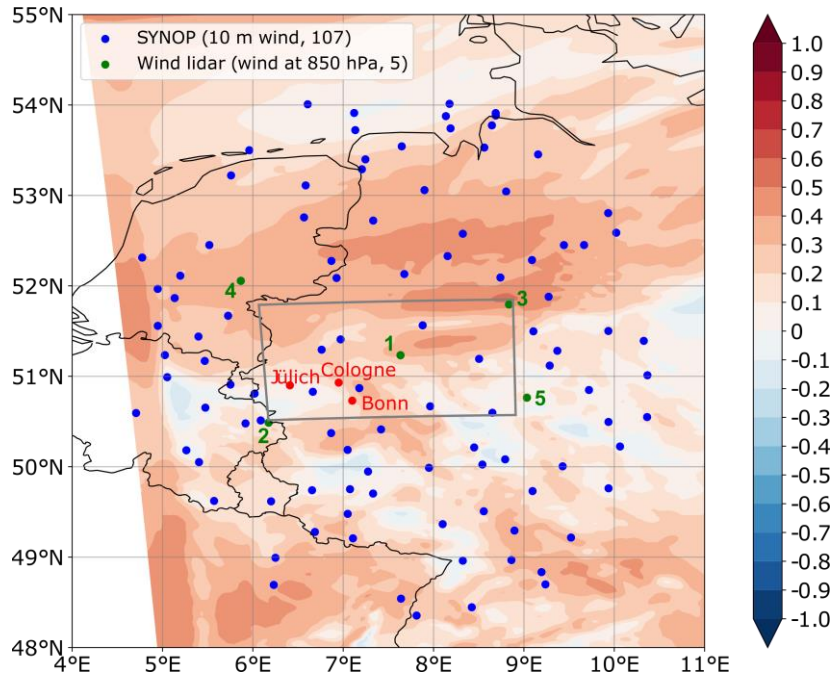 55°N
54°N
53°N
52°N
51°N
50°N
49°N
48°N
4°E 5°E 6°E 7°E 8°E 9°E 10°E 11°E
SYNOP (10 m wind, 107)
Wind lidar (wind at 850 hPa, 5)
4
3
1
Jülich
Cologne
Bonn
5
2
1.0
0.9
0.8
0.7
0.6
0.5
0.4
0.3
0.2
0.1
0
-0.1
-0.2
-0.3
-0.4
-0.5
-0.6
-0.7
-0.8
-0.9
-1.0